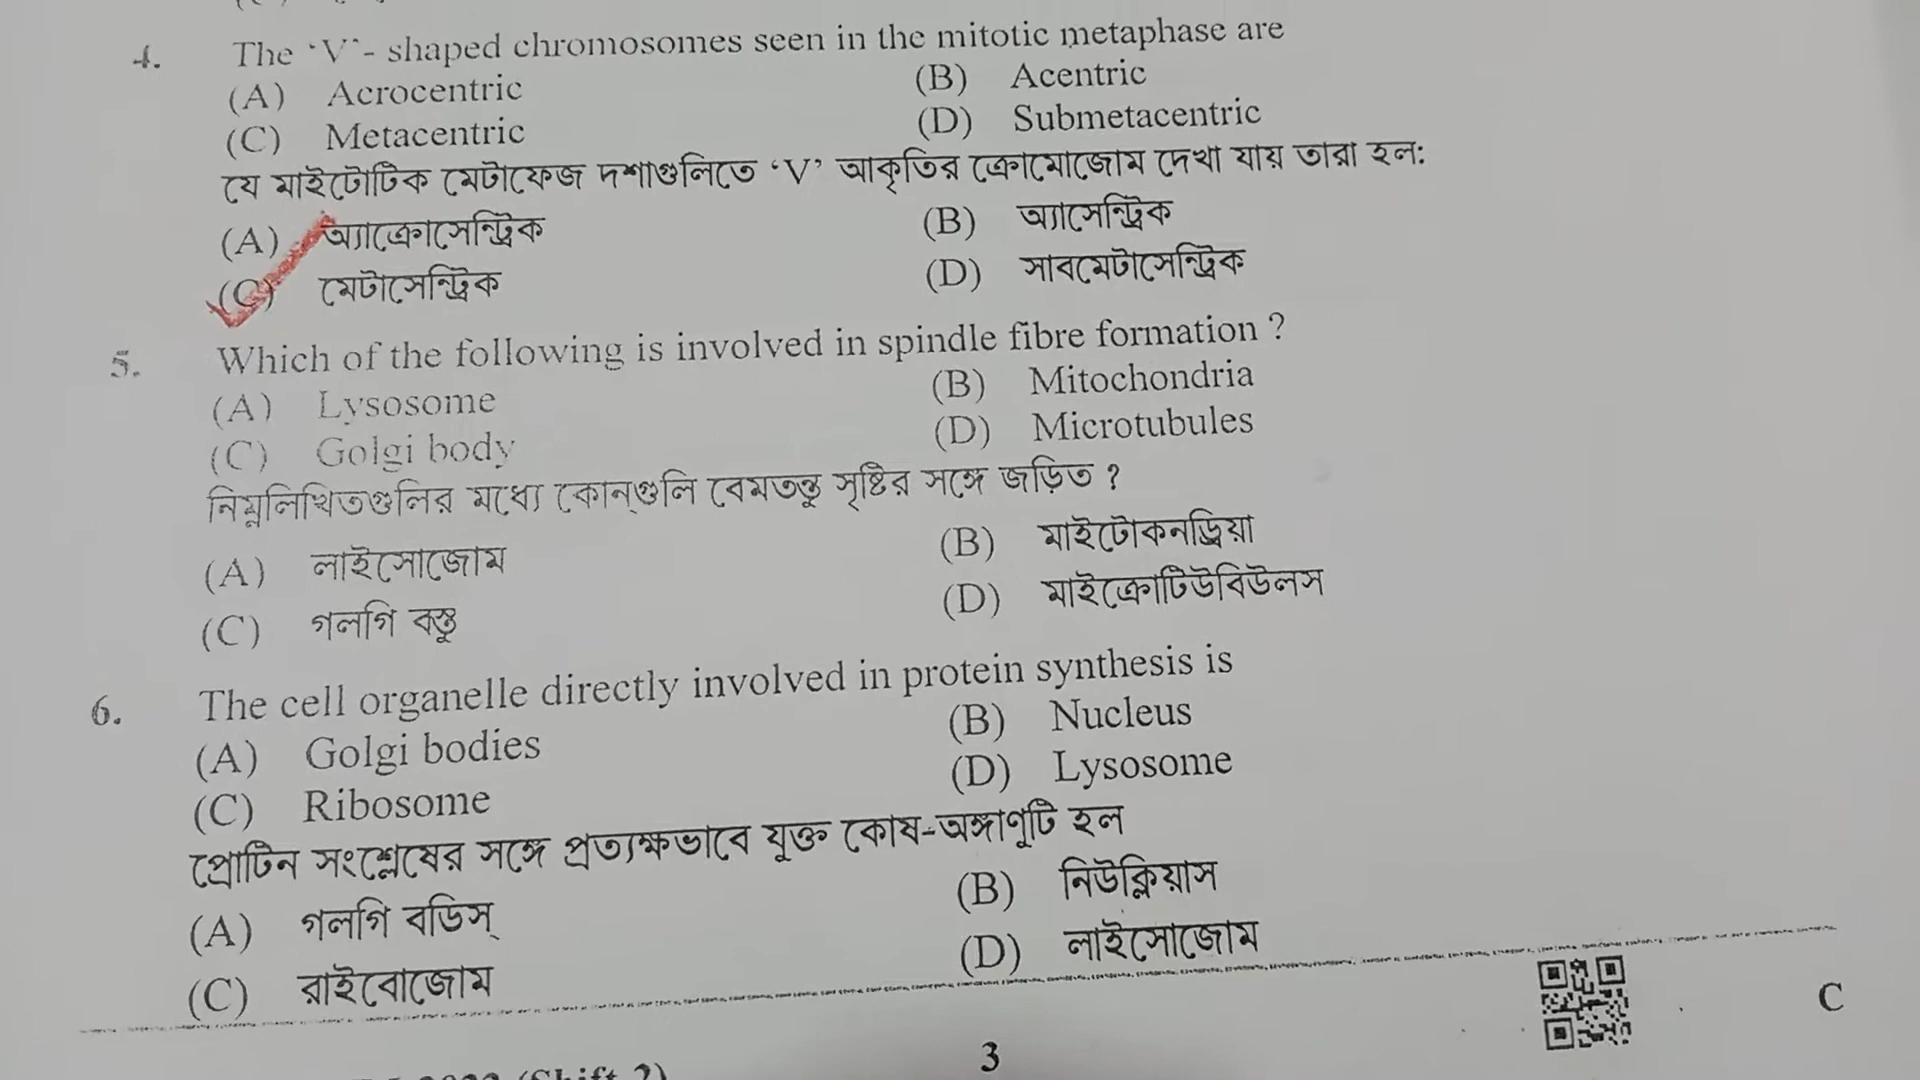 4. The 'V'- shaped chromosomes seen in the mitotic metaphase are
(A) Acrocentric (B) Acentric
(C) Metacentric (D) Submetacentric
যে মাইটোটিক মেটাফেজ দশাগুলিতে ‘V’ আকৃতির ক্রোমোজোম দেখা যায় তারা হল:
(A) অ্যাক্রোসেন্ট্রিক (B) অ্যাসেন্ট্রিক
(C) মেটাসেন্ট্রিক (D) সাবমেটাসেন্ট্রিক
5. Which of the following is involved in spindle fibre formation ?
(A) Lysosome (B) Mitochondria
(C) Golgi body (D) Microtubules
নিম্নলিখিতগুলির মধ্যে কোন্‌গুলি বেমতন্তু সৃষ্টির সঙ্গে জড়িত ?
(A) লাইসোজোম (B) মাইটোকনড্রিয়া
(C) গলগি বস্তু (D) মাইক্রোটিউবিউলস
6. The cell organelle directly involved in protein synthesis is
(A) Golgi bodies (B) Nucleus
(C) Ribosome (D) Lysosome
প্রোটিন সংশ্লেষের সঙ্গে প্রত্যক্ষভাবে যুক্ত কোষ-অঙ্গাণুটি হল
(A) গলগি বডিস্ (B) নিউক্লিয়াস
(C) রাইবোজোম (D) লাইসোজোম
C
3
(Shift 2)